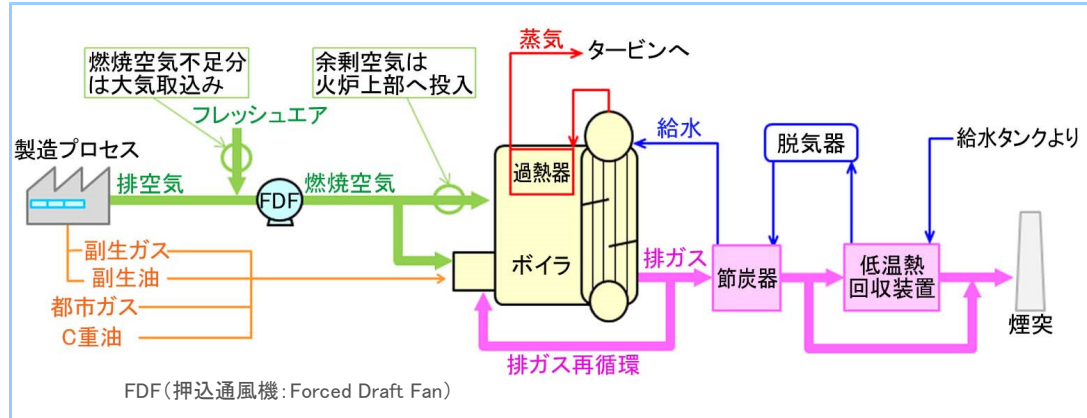 燃焼空気不足分
は大気取込み
余剰空気は
火炉上部へ投入
蒸気
タービンへ
フレッシュエア
製造プロセス
給水
脱気器
給水タンクより
過熱器
排空気
FDF
燃焼空気
副生ガス
副生油
都市ガス
C重油
ボイラ
排ガス
節炭器
低温熱
回収装置
煙突
排ガス再循環
FDF(押込通風機:Forced Draft Fan)